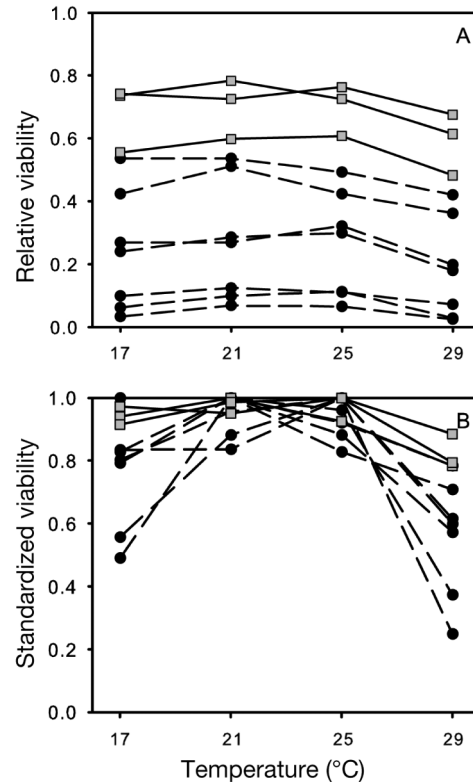 A
Relative viability
1.0
0.8
0.6
0.4
0.2
0.0
17 21 25 29
B
Standardized viability
1.0
0.8
0.6
0.4
0.2
0.0
17 21 25 29
Temperature (°C)